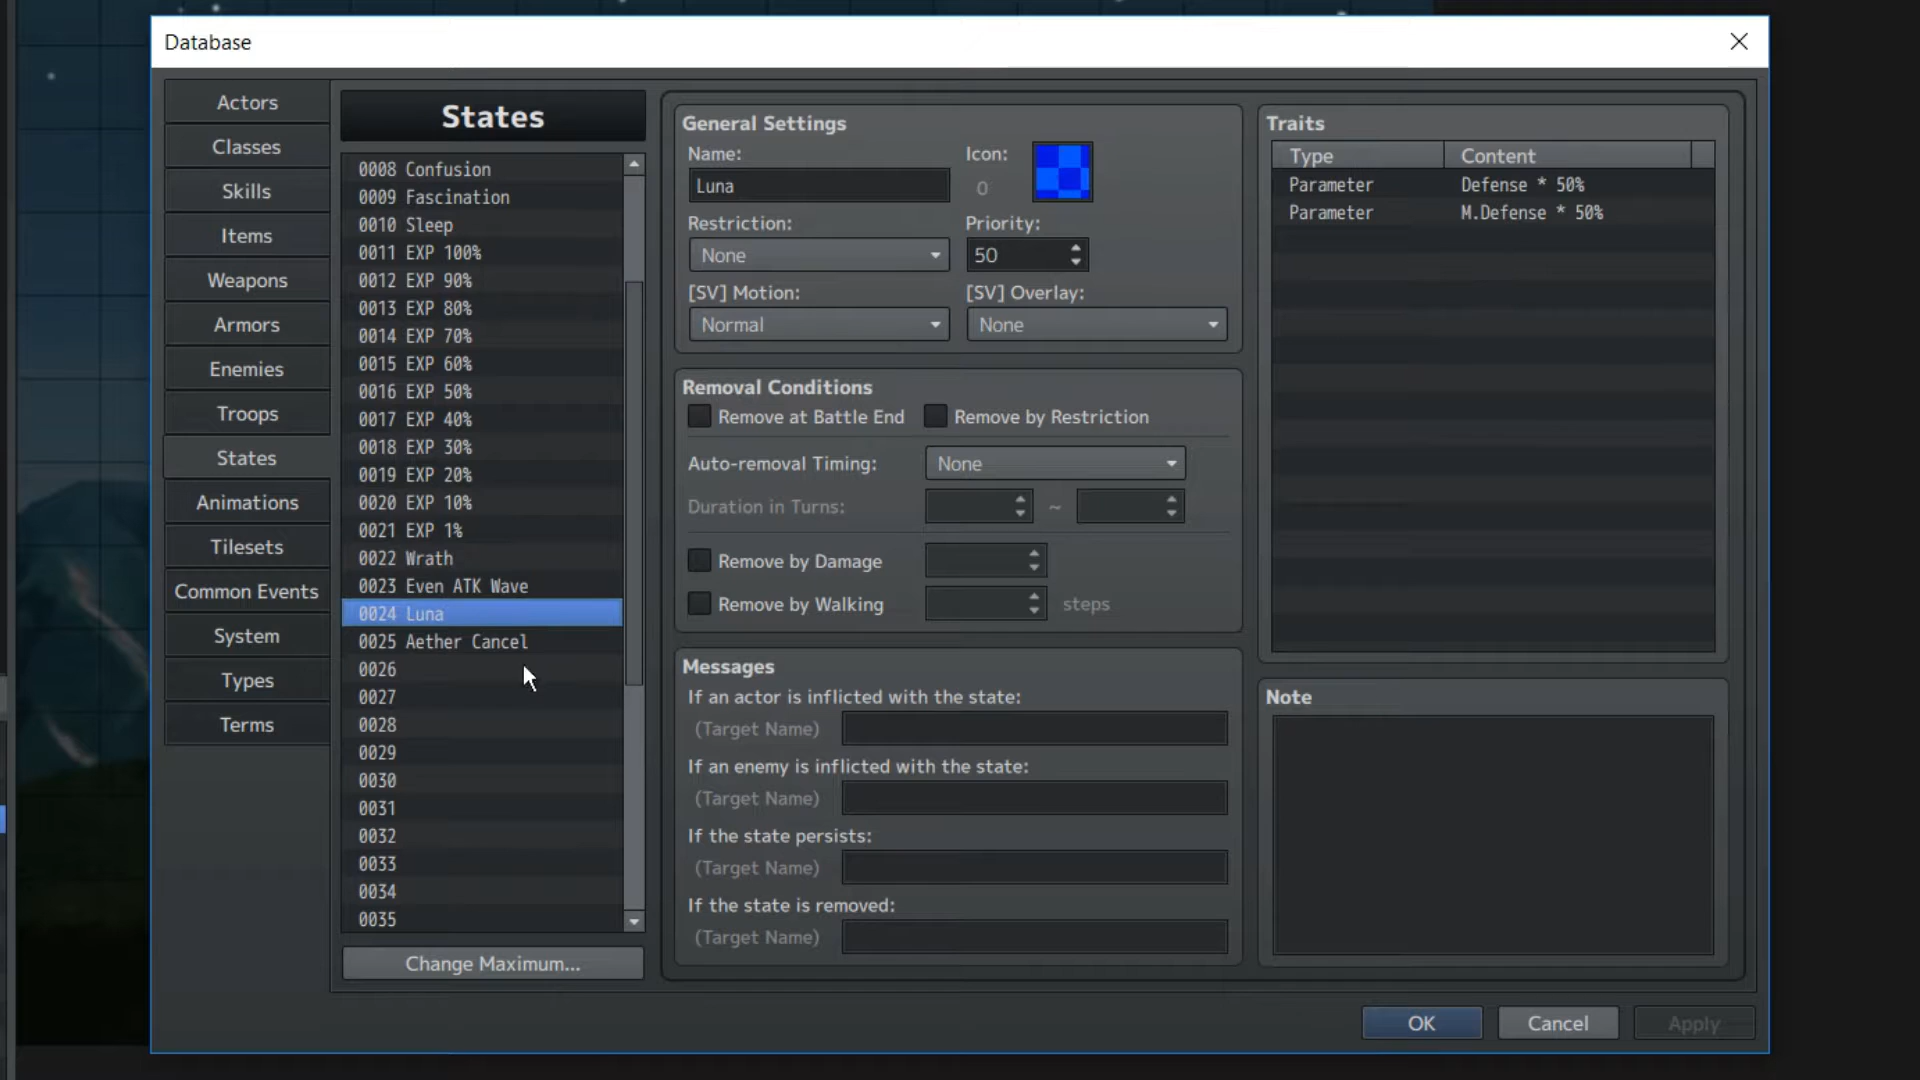 Database
Actors
Classes
Skills
Items
Weapons
Armors
Enemies
Troops
States
Animations
Tilesets
Common Events
System
Types
Terms
States
0008 Confusion
0009 Fascination
0010 Sleep
0011 EXP 100%
0012 EXP 90%
0013 EXP 80%
0014 EXP 70%
0015 EXP 60%
0016 EXP 50%
0017 EXP 40%
0018 EXP 30%
0019 EXP 20%
0020 EXP 10%
0021 EXP 1%
0022 Wrath
0023 Even ATK Wave
0024 Luna
0025 Aether Cancel
0026
0027
0028
0029
0030
0031
0032
0033
0034
0035
Change Maximum...
General Settings
Name: Icon:
Luna 0
Restriction: Priority:
None 50
[SV] Motion: [SV] Overlay:
Normal None
Removal Conditions
Remove at Battle End Remove by Restriction
Auto-removal Timing: None
Duration in Turns: ~
Remove by Damage
Remove by Walking steps
Messages
If an actor is inflicted with the state:
(Target Name)
If an enemy is inflicted with the state:
(Target Name)
If the state persists:
(Target Name)
If the state is removed:
(Target Name)
Traits
Type Content
Parameter Defense * 50%
Parameter M.Defense * 50%
Note
OK Cancel Apply